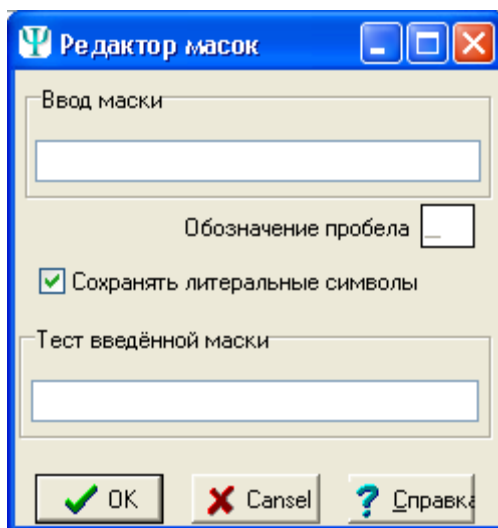 Редактор масок
Ввод маски
Обозначение пробела _
Сохранять литеральные символы
Тест введённой маски
OK Cansel Справка